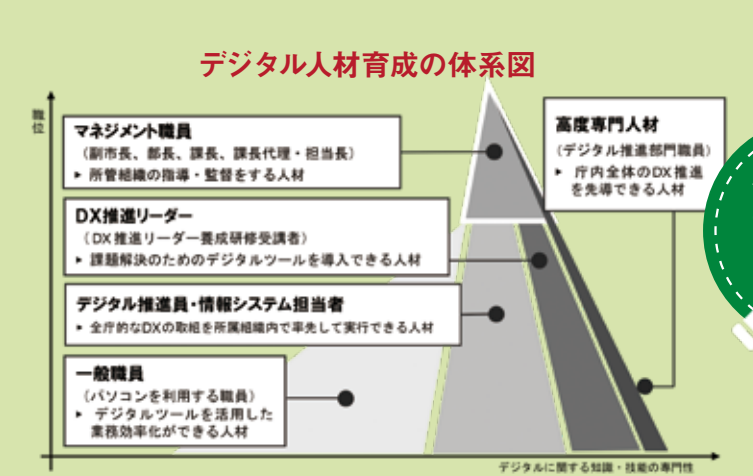 デジタル人材育成の体系図
職位
マネジメント職員
(副市長、部長、課長、課長代理・担当長)
▸ 所管組織の指導・監督をする人材
高度専門人材
(デジタル推進部門職員)
▸ 庁内全体のDX推進
を先導できる人材
DX推進リーダー
(DX推進リーダー養成研修受講者)
▸ 課題解決のためのデジタルツールを導入できる人材
デジタル推進員・情報システム担当者
▸ 全庁的なDXの取組を所属組織内で率先して実行できる人材
一般職員
(パソコンを利用する職員)
▸ デジタルツールを活用した
業務効率化ができる人材
デジタルに関する知識・技能の専門性